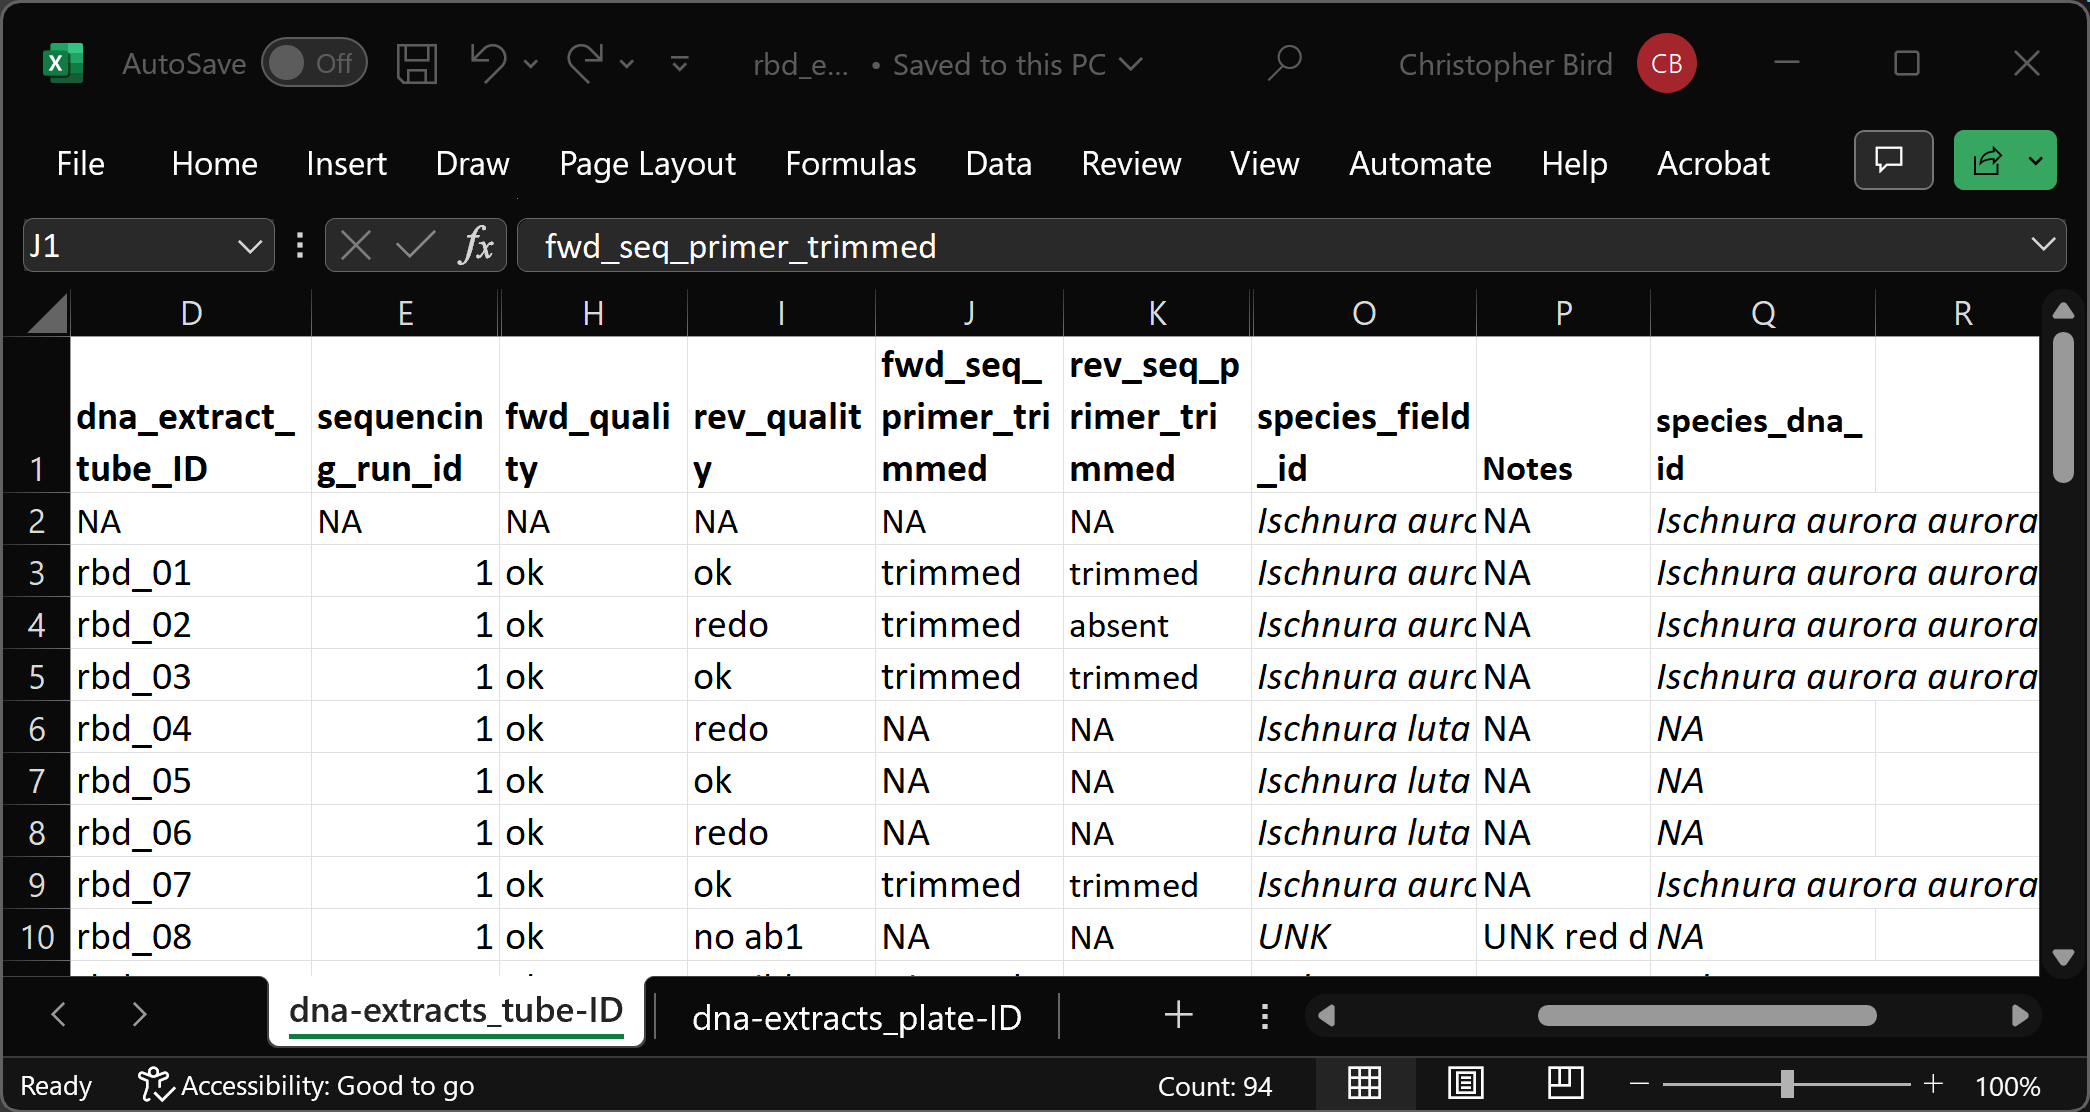 AutoSave Off rbd_e... • Saved to this PC Christopher Bird CB
File Home Insert Draw Page Layout Formulas Data Review View Automate Help Acrobat
J1 fx fwd_seq_primer_trimmed
D E H I J K O P Q R
1 dna_extract_tube_ID sequencing_run_id fwd_quality rev_quality fwd_seq_primer_trimmed rev_seq_primer_trimmed species_field_id Notes species_dna_id
2 NA NA NA NA NA NA Ischnura auro NA Ischnura aurora aurora
3 rbd_01 1 ok ok trimmed trimmed Ischnura auro NA Ischnura aurora aurora
4 rbd_02 1 ok redo trimmed absent Ischnura auro NA Ischnura aurora aurora
5 rbd_03 1 ok ok trimmed trimmed Ischnura auro NA Ischnura aurora aurora
6 rbd_04 1 ok redo NA NA Ischnura luta NA NA
7 rbd_05 1 ok ok NA NA Ischnura luta NA NA
8 rbd_06 1 ok redo NA NA Ischnura luta NA NA
9 rbd_07 1 ok ok trimmed trimmed Ischnura auro NA Ischnura aurora aurora
10 rbd_08 1 ok no ab1 NA NA UNK UNK red d NA
dna-extracts_tube-ID dna-extracts_plate-ID
Ready Accessibility: Good to go Count: 94 100%